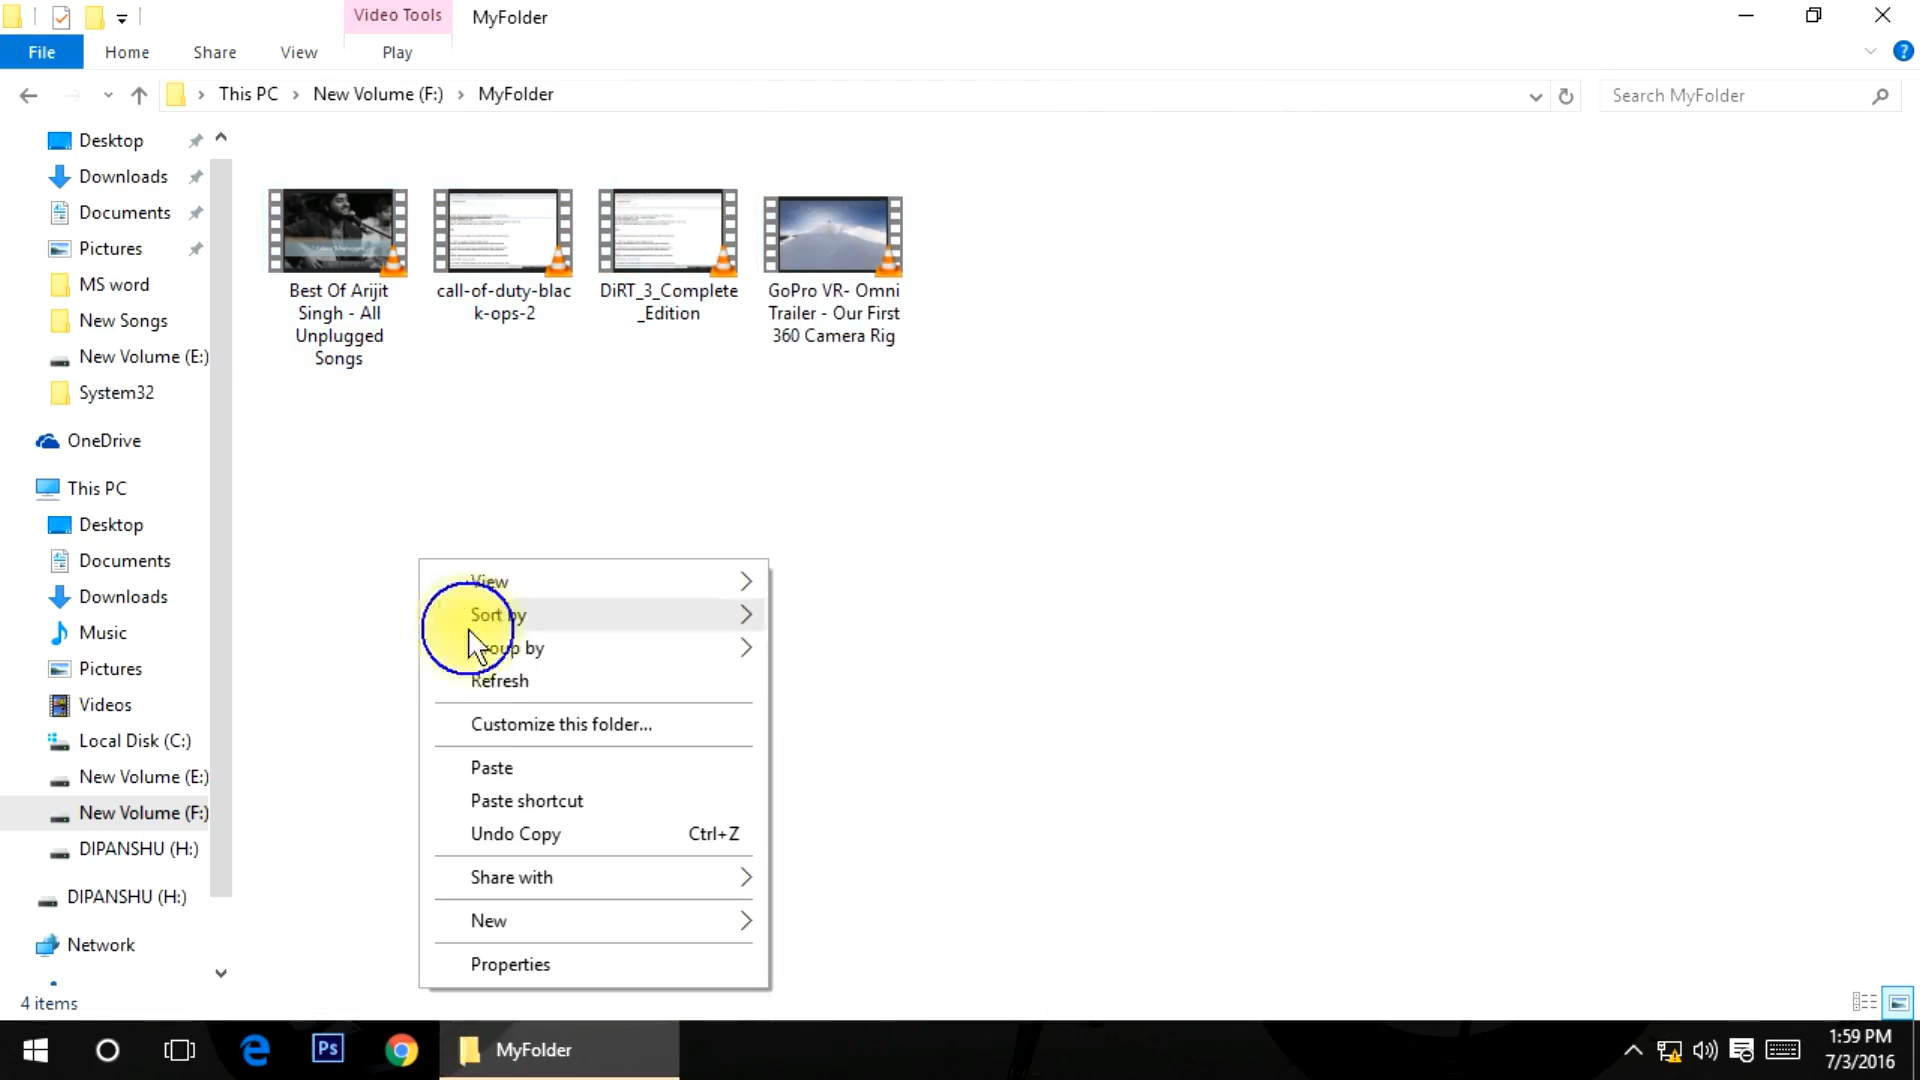 Video Tools
MyFolder
File
Home
Share
View
Play
This PC
New Volume (F:)
MyFolder
Search MyFolder
Desktop
Downloads
Documents
Pictures
MS word
New Songs
New Volume (E:)
System32
OneDrive
This PC
Desktop
Documents
Downloads
Music
Pictures
Videos
Local Disk (C:)
New Volume (E:)
New Volume (F:)
DIPANSHU (H:)
DIPANSHU (H:)
Network
Best Of Arijit
Singh - All
Unplugged
Songs
call-of-duty-blac
k-ops-2
DiRT_3_Complete
_Edition
GoPro VR- Omni
Trailer - Our First
360 Camera Rig
View
Sort by
Group by
Refresh
Customize this folder...
Paste
Paste shortcut
Undo Copy Ctrl+Z
Share with
New
Properties
4 items
Ps
MyFolder
1:59 PM
7/3/2016